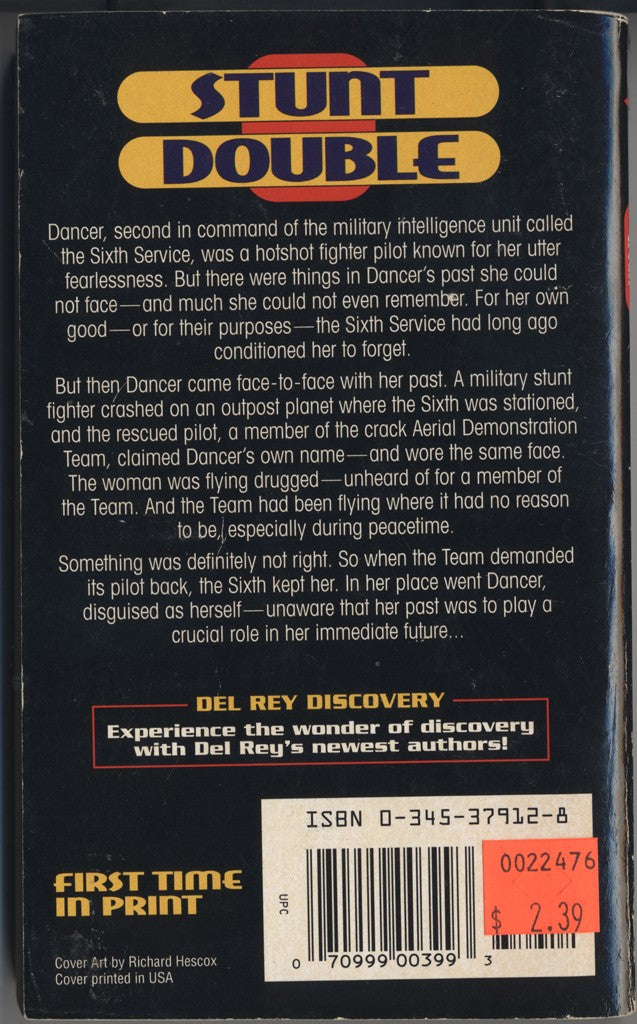 STUNT
DOUBLE
Dancer, second in command of the military intelligence unit called
the Sixth Service, was a hotshot fighter pilot known for her utter
fearlessness. But there were things in Dancer's past she could
not face—and much she could not even remember. For her own
good—or for their purposes—the Sixth Service had long ago
conditioned her to forget.
But then Dancer came face-to-face with her past. A military stunt
fighter crashed on an outpost planet where the Sixth was stationed,
and the rescued pilot, a member of the crack Aerial Demonstration
Team, claimed Dancer's own name—and wore the same face.
The woman was flying drugged—unheard of for a member of
the Team. And the Team had been flying where it had no reason
to be, especially during peacetime.
Something was definitely not right. So when the Team demanded
its pilot back, the Sixth kept her. In her place went Dancer,
disguised as herself—unaware that her past was to play a
crucial role in her immediate future...
DEL REY DISCOVERY
Experience the wonder of discovery
with Del Rey's newest authors!
ISBN 0-345-37912-8
0022476
$ 2.39
UPC
0 70999 00399 3
FIRST TIME
IN PRINT
Cover Art by Richard Hescox
Cover printed in USA